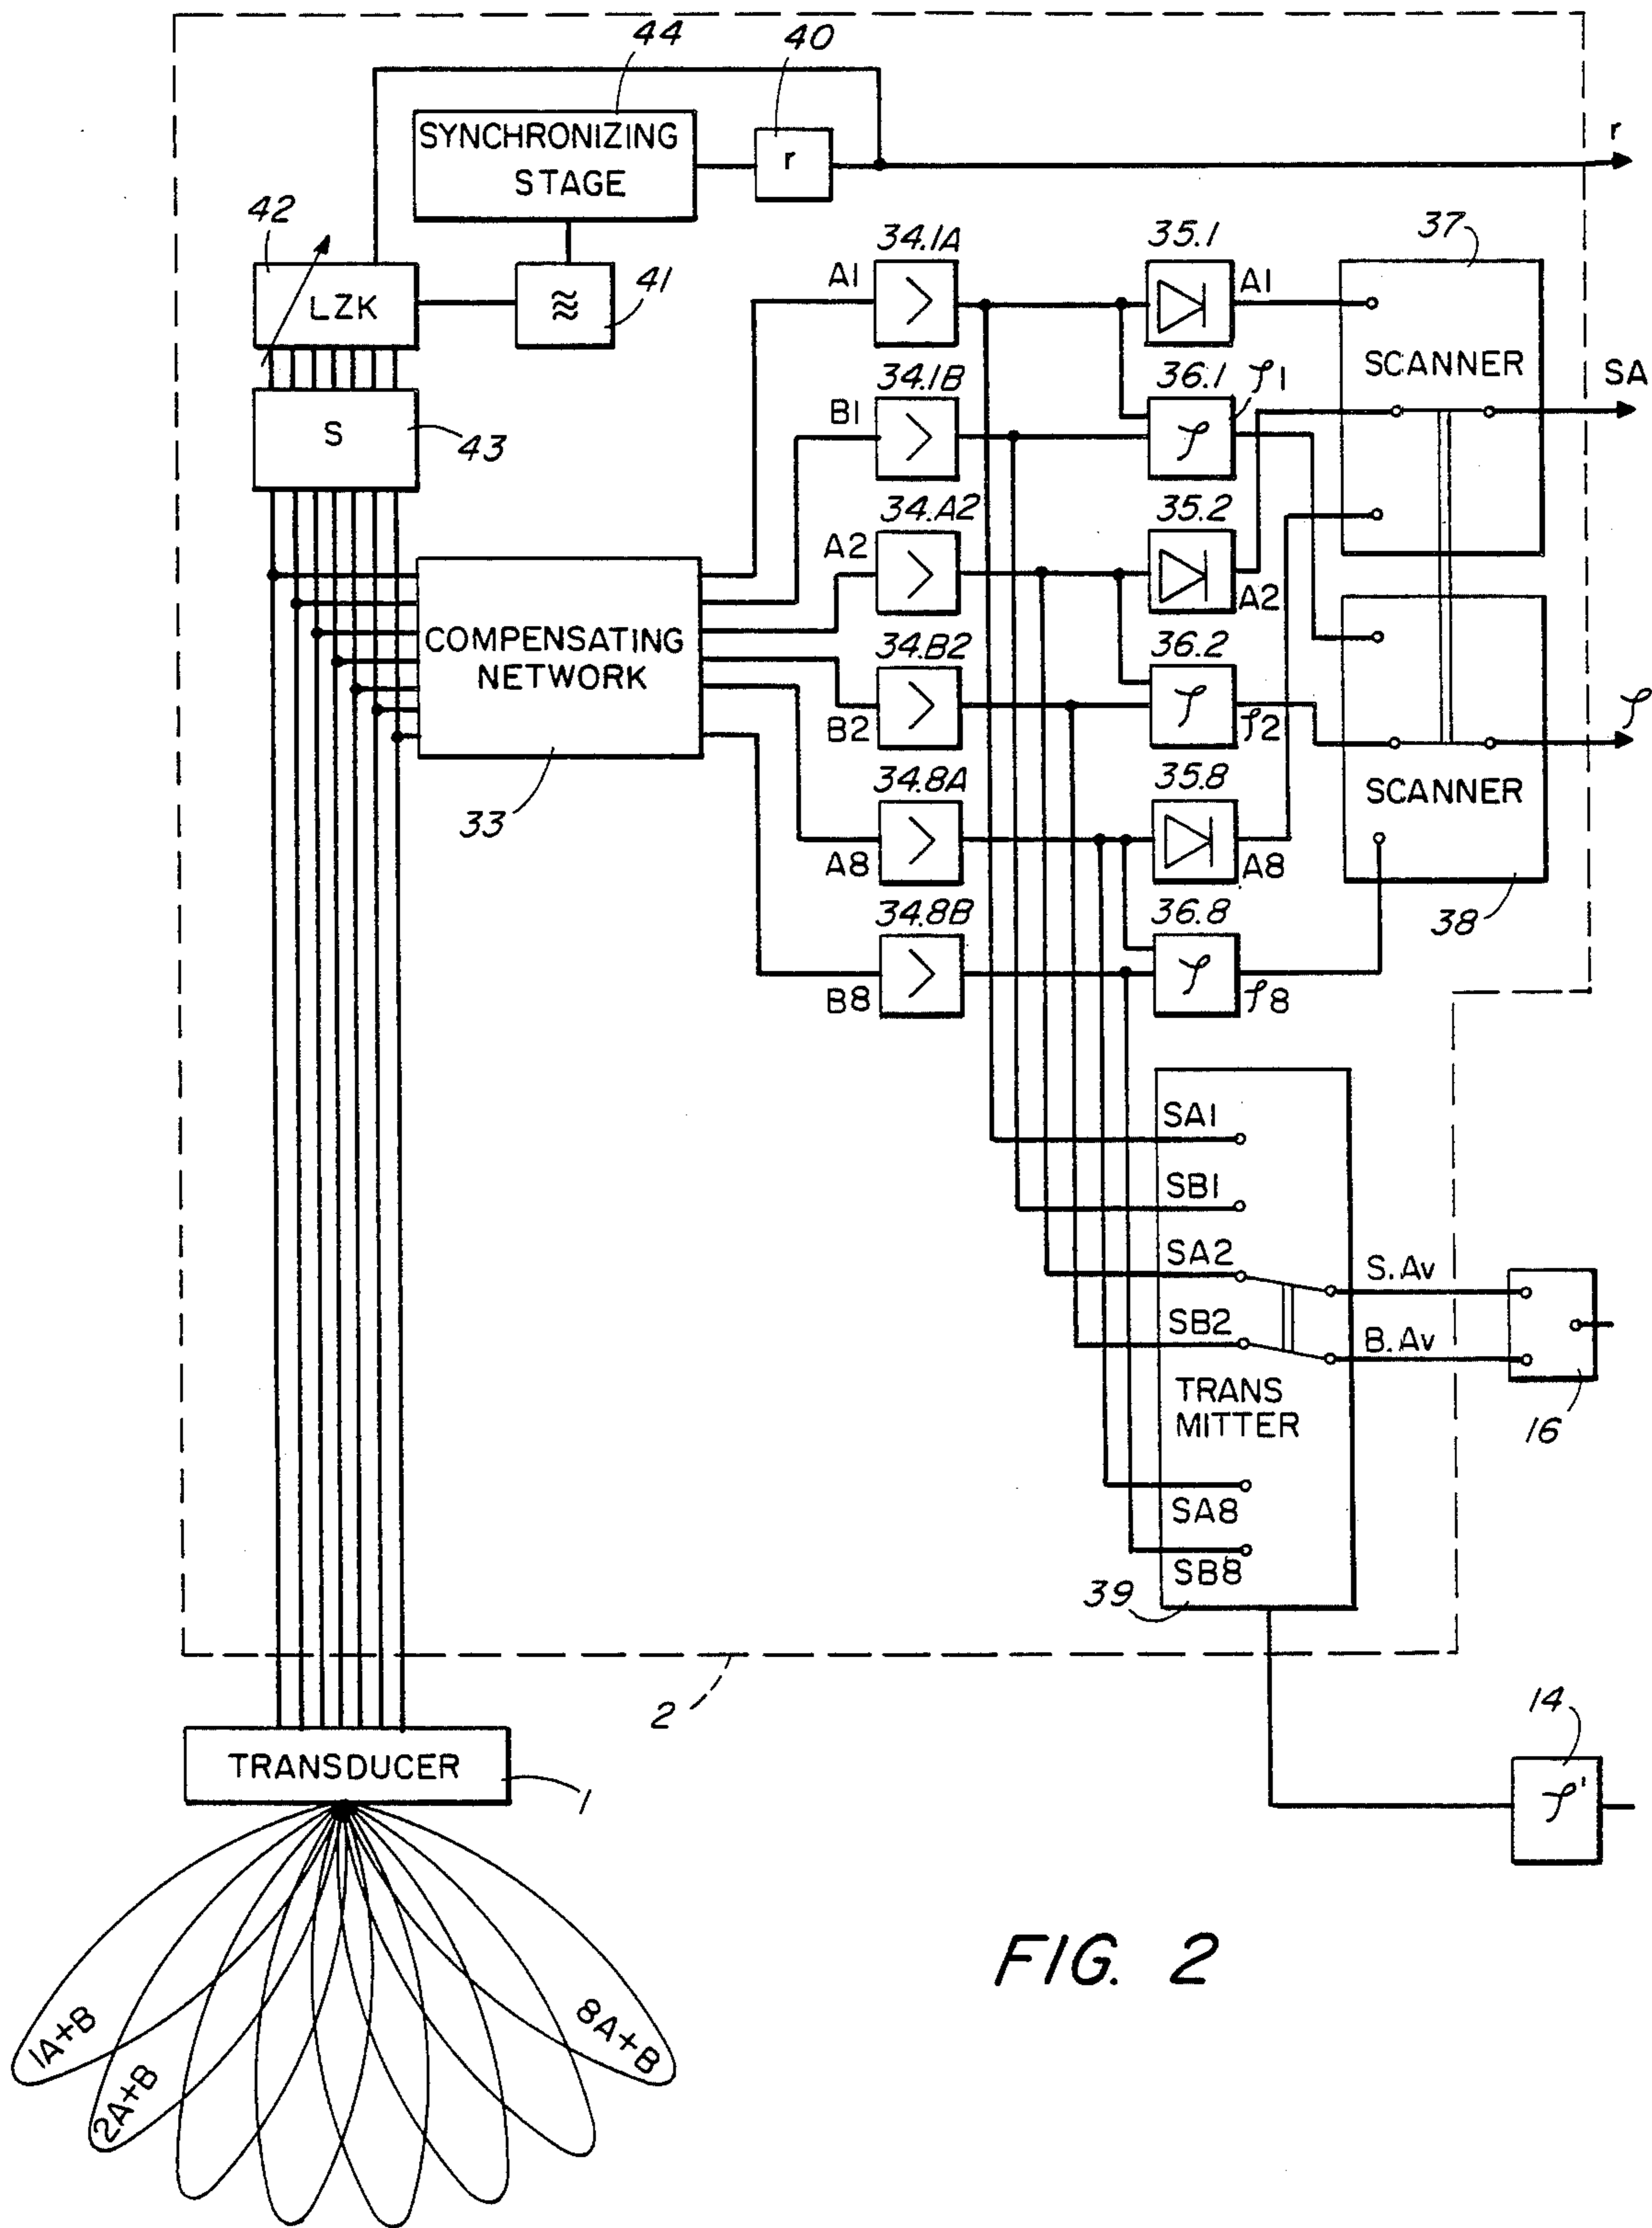 44
40
SYNCHRONIZING
STAGE
r
r
42
LZK
≋
41
34.1A
A1
35.1
A1
37
SCANNER
SA
S
43
34.1B
B1
36.1
φ1
φ
34.A2
A2
35.2
A2
COMPENSATING
NETWORK
33
34.B2
B2
36.2
φ
φ2
φ
SCANNER
38
34.8A
A8
35.8
A8
34.8B
B8
36.8
φ
φ8
SA1
SB1
SA2
S.Av
SB2
B.Av
TRANS
MITTER
16
SA8
SB8
39
2
14
φ'
TRANSDUCER
1
1A+B
2A+B
8A+B
FIG. 2